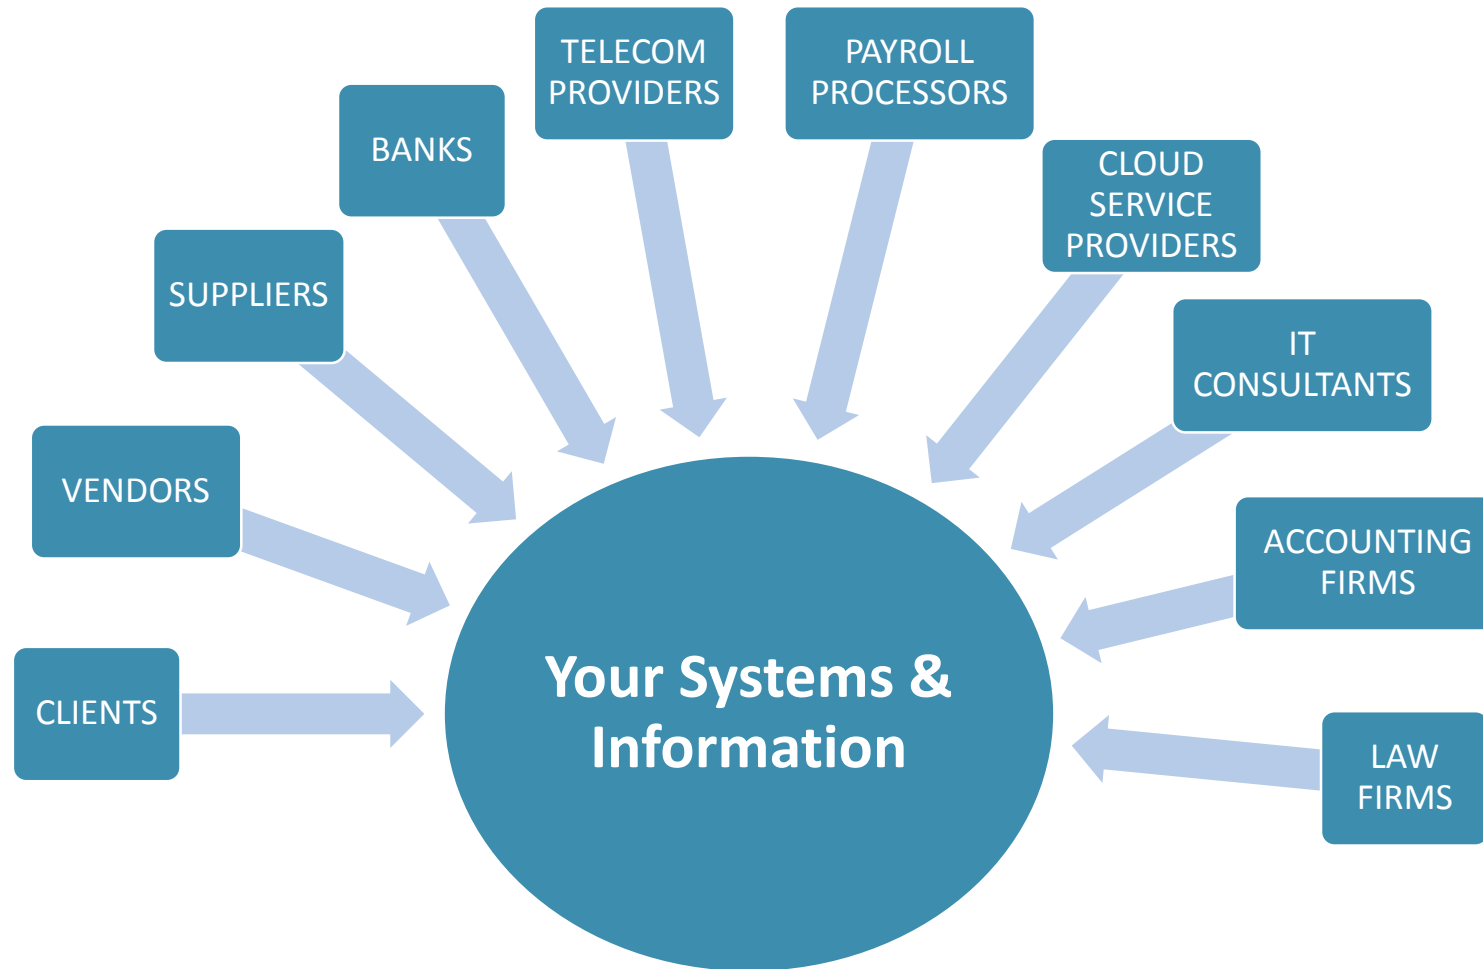 TELECOM
PROVIDERS
PAYROLL
PROCESSORS
BANKS
CLOUD
SERVICE
PROVIDERS
SUPPLIERS
IT
CONSULTANTS
VENDORS
ACCOUNTING
FIRMS
CLIENTS
Your Systems &
Information
LAW
FIRMS